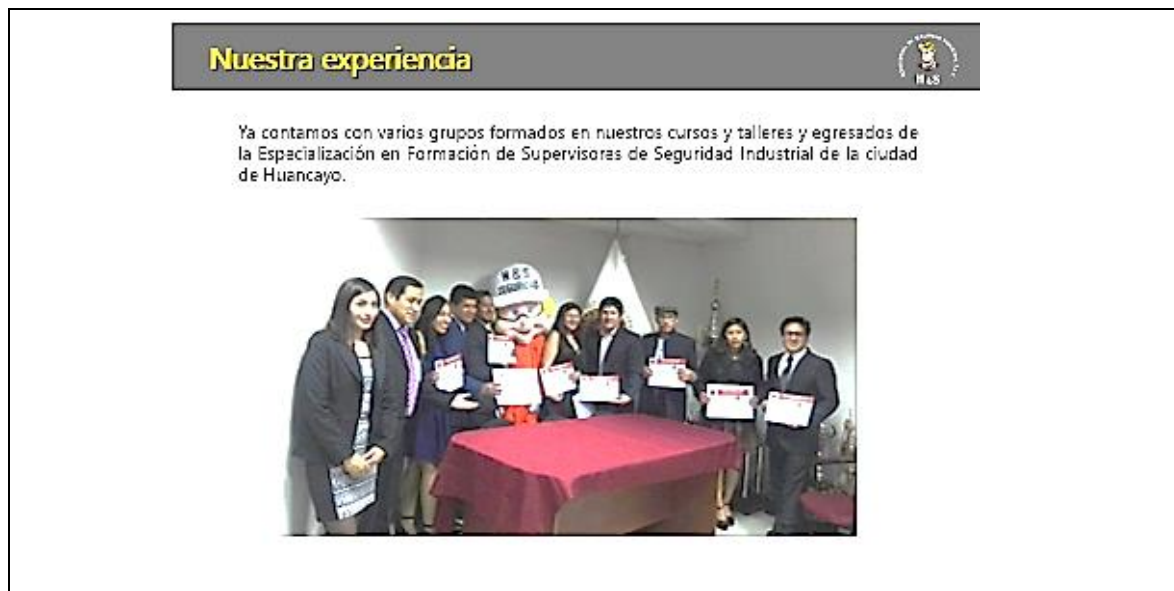 Nuestra experiencia
H&S
Ya contamos con varios grupos formados en nuestros cursos y talleres y egresados de
la Espacialización en Formación de Supervisoras de Seguridad Industrial de la ciudad
de Huancayo.
H&S